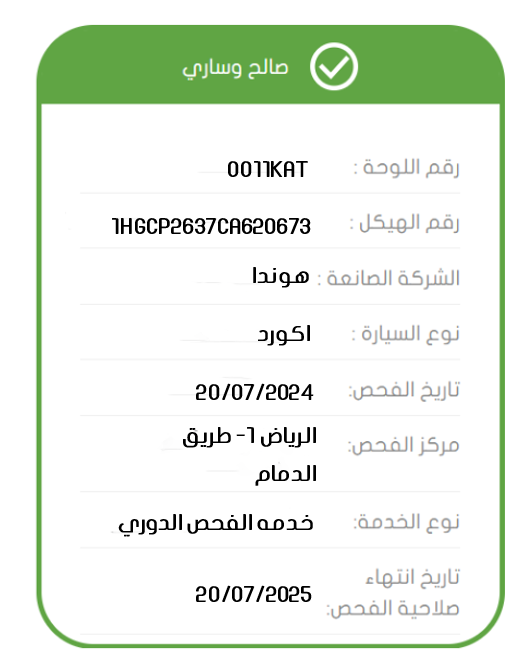 صالح وساري
رقم اللوحة : 0011KAT
رقم الهيكل : 1HGCP2637CA620673
الشركة الصانعة : هوندا
نوع السيارة : اكورد
تاريخ الفحص: 20/07/2024
مركز الفحص: الرياض 1- طريق
الدمام
نوع الخدمة: خدمه الفحص الدوري
تاريخ انتهاء
صلاحية الفحص: 20/07/2025